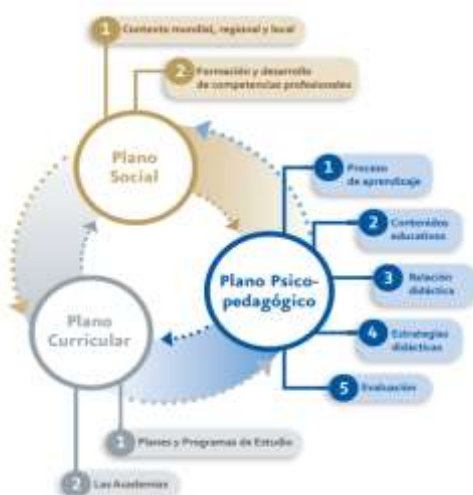 1 Contexto mundial, regional y local
2 Formación y desarrollo
de competencias profesionales
Plano
Social
1 Proceso
de aprendizaje
2 Contenidos
educativos
Plano Psico-
pedagógico
3 Relación
didáctica
4 Estrategias
didácticas
5 Evaluación
Plano
Curricular
1 Planes y Programas de Estudio
2 Las Academias